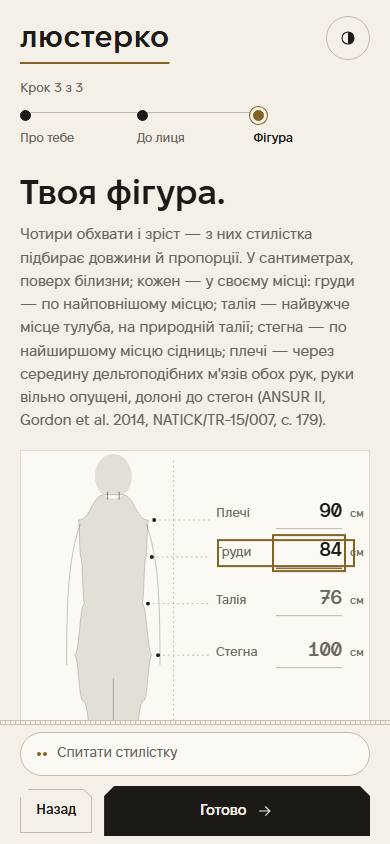 люстерко
Крок 3 з 3
Про тебе До лиця Фігура
Твоя фігура.
Чотири обхвати і зріст — з них стилістка
підбирає довжини й пропорції. У сантиметрах,
поверх білизни; кожен — у своєму місці: груди
— по найповнішому місцю; талія — найвужче
місце тулуба, на природній талії; стегна — по
найширшому місцю сідниць; плечі — через
середину дельтоподібних м'язів обох рук, руки
вільно опущені, долоні до стегон (ANSUR II,
Gordon et al. 2014, NATICK/TR-15/007, с. 179).
Плечі 90 см
Груди 84 см
Талія 76 см
Стегна 100 см
Спитати стилістку
Назад Готово →